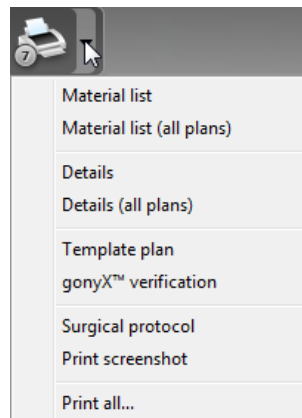 7
Material list
Material list (all plans)
Details
Details (all plans)
Template plan
gonyX™ verification
Surgical protocol
Print screenshot
Print all...